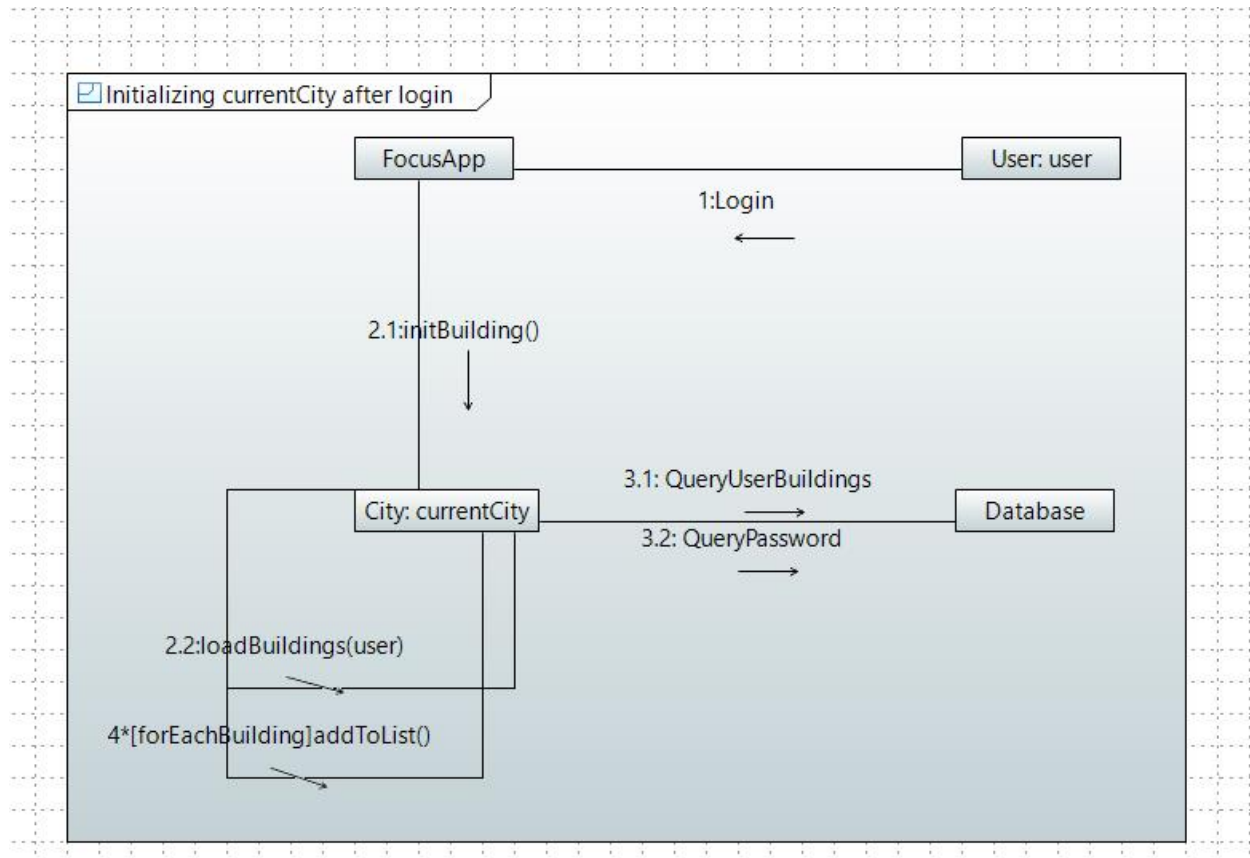 Initializing currentCity after login
FocusApp
User: user
1:Login
2.1:initBuilding()
3.1: QueryUserBuildings
City: currentCity
Database
3.2: QueryPassword
2.2:loadBuildings(user)
4*[forEachBuilding]addToList()